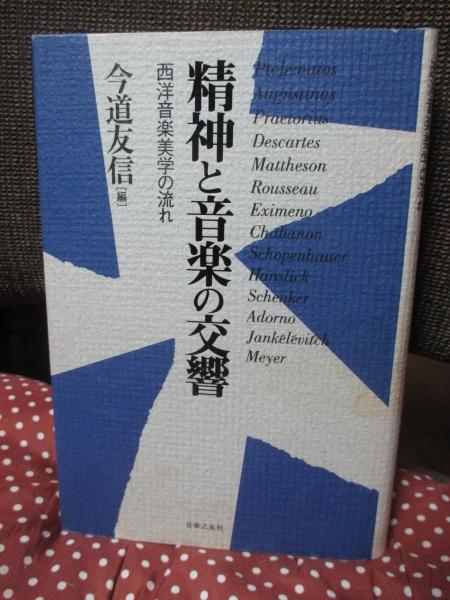 精神と音楽の交響
西洋音楽美学の流れ
今道友信[編]
Ptolemaios
Augustinus
Praetorius
Descartes
Mattheson
Rousseau
Eximeno
Chabanon
Schopenhauer
Hanslick
Schenker
Adorno
Jankélévitch
Meyer
音楽之友社